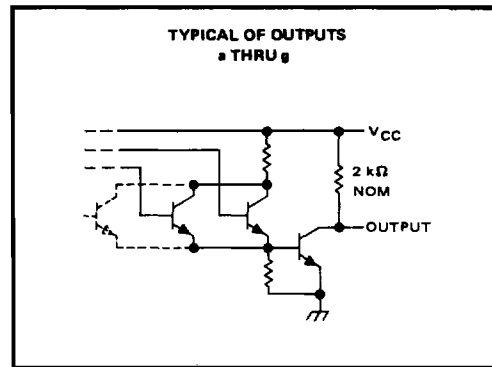 TYPICAL OF OUTPUTS
a THRU g
VCC
2 kΩ
NOM
OUTPUT